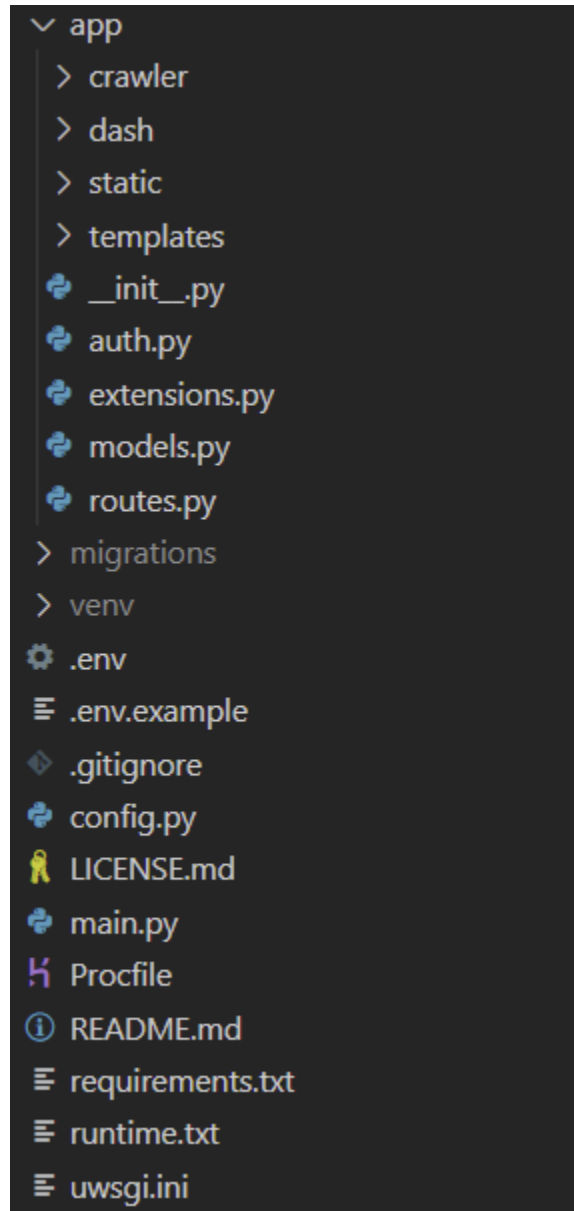 app
crawler
dash
static
templates
__init__.py
auth.py
extensions.py
models.py
routes.py
migrations
venv
.env
.env.example
.gitignore
config.py
LICENSE.md
main.py
Procfile
README.md
requirements.txt
runtime.txt
uwsgi.ini